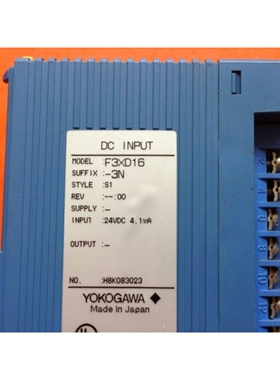 DC INPUT
MODEL :F3XD16
SUFFIX :-3N
STYLE :S1
REV :--:00
SUPPLY :-
INPUT :24VDC 4.1mA
OUTPUT :-
NO. :H8K083023
YOKOGAWA ◆
Made in Japan